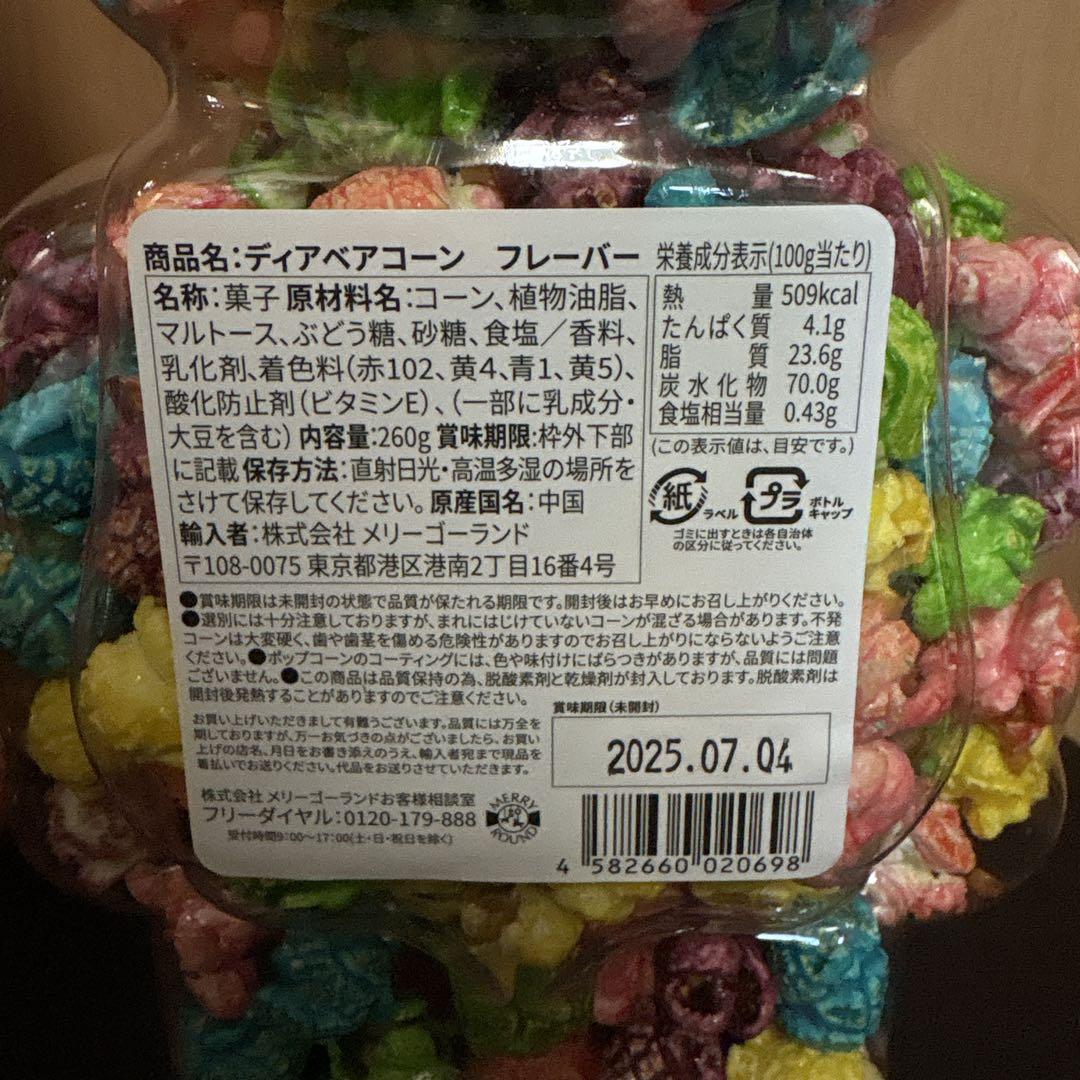 商品名:ディアベアコーン フレーバー
名称:菓子 原材料名:コーン、植物油脂、
マルトース、ぶどう糖、砂糖、食塩／香料、
乳化剤、着色料(赤102、黄4、青1、黄5)、
酸化防止剤(ビタミンE)、(一部に乳成分・
大豆を含む) 内容量:260g 賞味期限:枠外下部
に記載 保存方法:直射日光・高温多湿の場所を
さけて保存してください。 原産国名:中国
輸入者:株式会社 メリーゴーランド
〒108-0075 東京都港区港南2丁目16番4号
栄養成分表示(100g当たり)
熱量 509kcal
たんぱく質 4.1g
脂質 23.6g
炭水化物 70.0g
食塩相当量 0.43g
(この表示値は、目安です。)
紙 ラベル プラ ボトル
キャップ
ゴミに出すときは各自治体
の区分に従ってください。
●賞味期限は未開封の状態で品質が保たれる期限です。開封後はお早めにお召し上がりください。
●選別には十分注意しておりますが、まれにはじけていないコーンが混ざる場合があります。不発
コーンは大変硬く、歯や歯茎を傷める危険性がありますのでお召し上がりにならないようご注意
ください。●ポップコーンのコーティングには、色や味付けにばらつきがありますが、品質には問題
ございません。●この商品は品質保持の為、脱酸素剤と乾燥剤が封入しております。脱酸素剤は
開封後発熱することがありますのでご注意ください。
お買い上げいただきまして有難うございます。品質には万全を
期しておりますが、万一お気づきの点がございましたら、お買い
上げの店名、月日をお書き添えのうえ、輸入者宛まで現品を
着払いでお送りください。代品をお送りさせていただきます。
賞味期限(未開封)
2025.07.04
株式会社 メリーゴーランドお客様相談室
フリーダイヤル:0120-179-888
受付時間9:00～17:00(土・日・祝日を除く)
MERRY
GO
ROUND
4 582660 020698